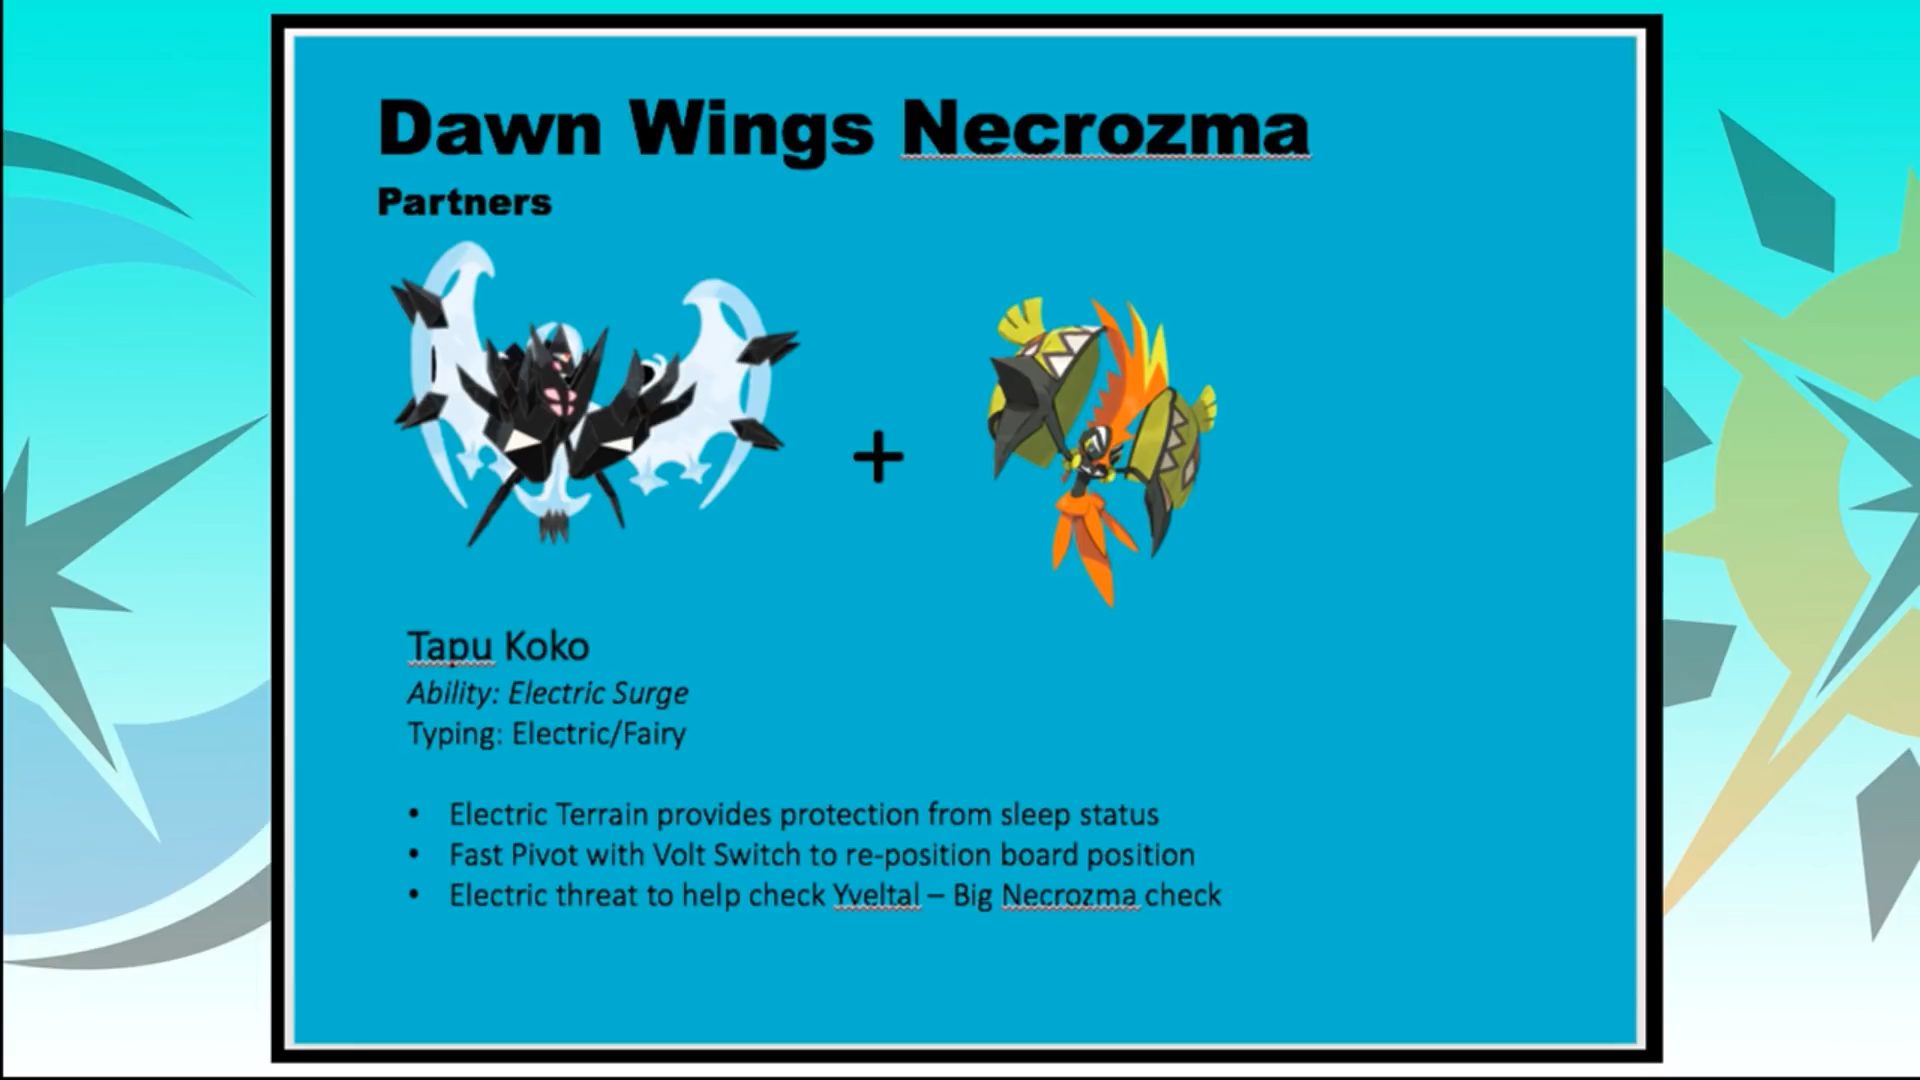 Dawn Wings Necrozma
Partners
+
Tapu Koko
Ability: Electric Surge
Typing: Electric/Fairy
• Electric Terrain provides protection from sleep status
• Fast Pivot with Volt Switch to re-position board position
• Electric threat to help check Yveltal – Big Necrozma check